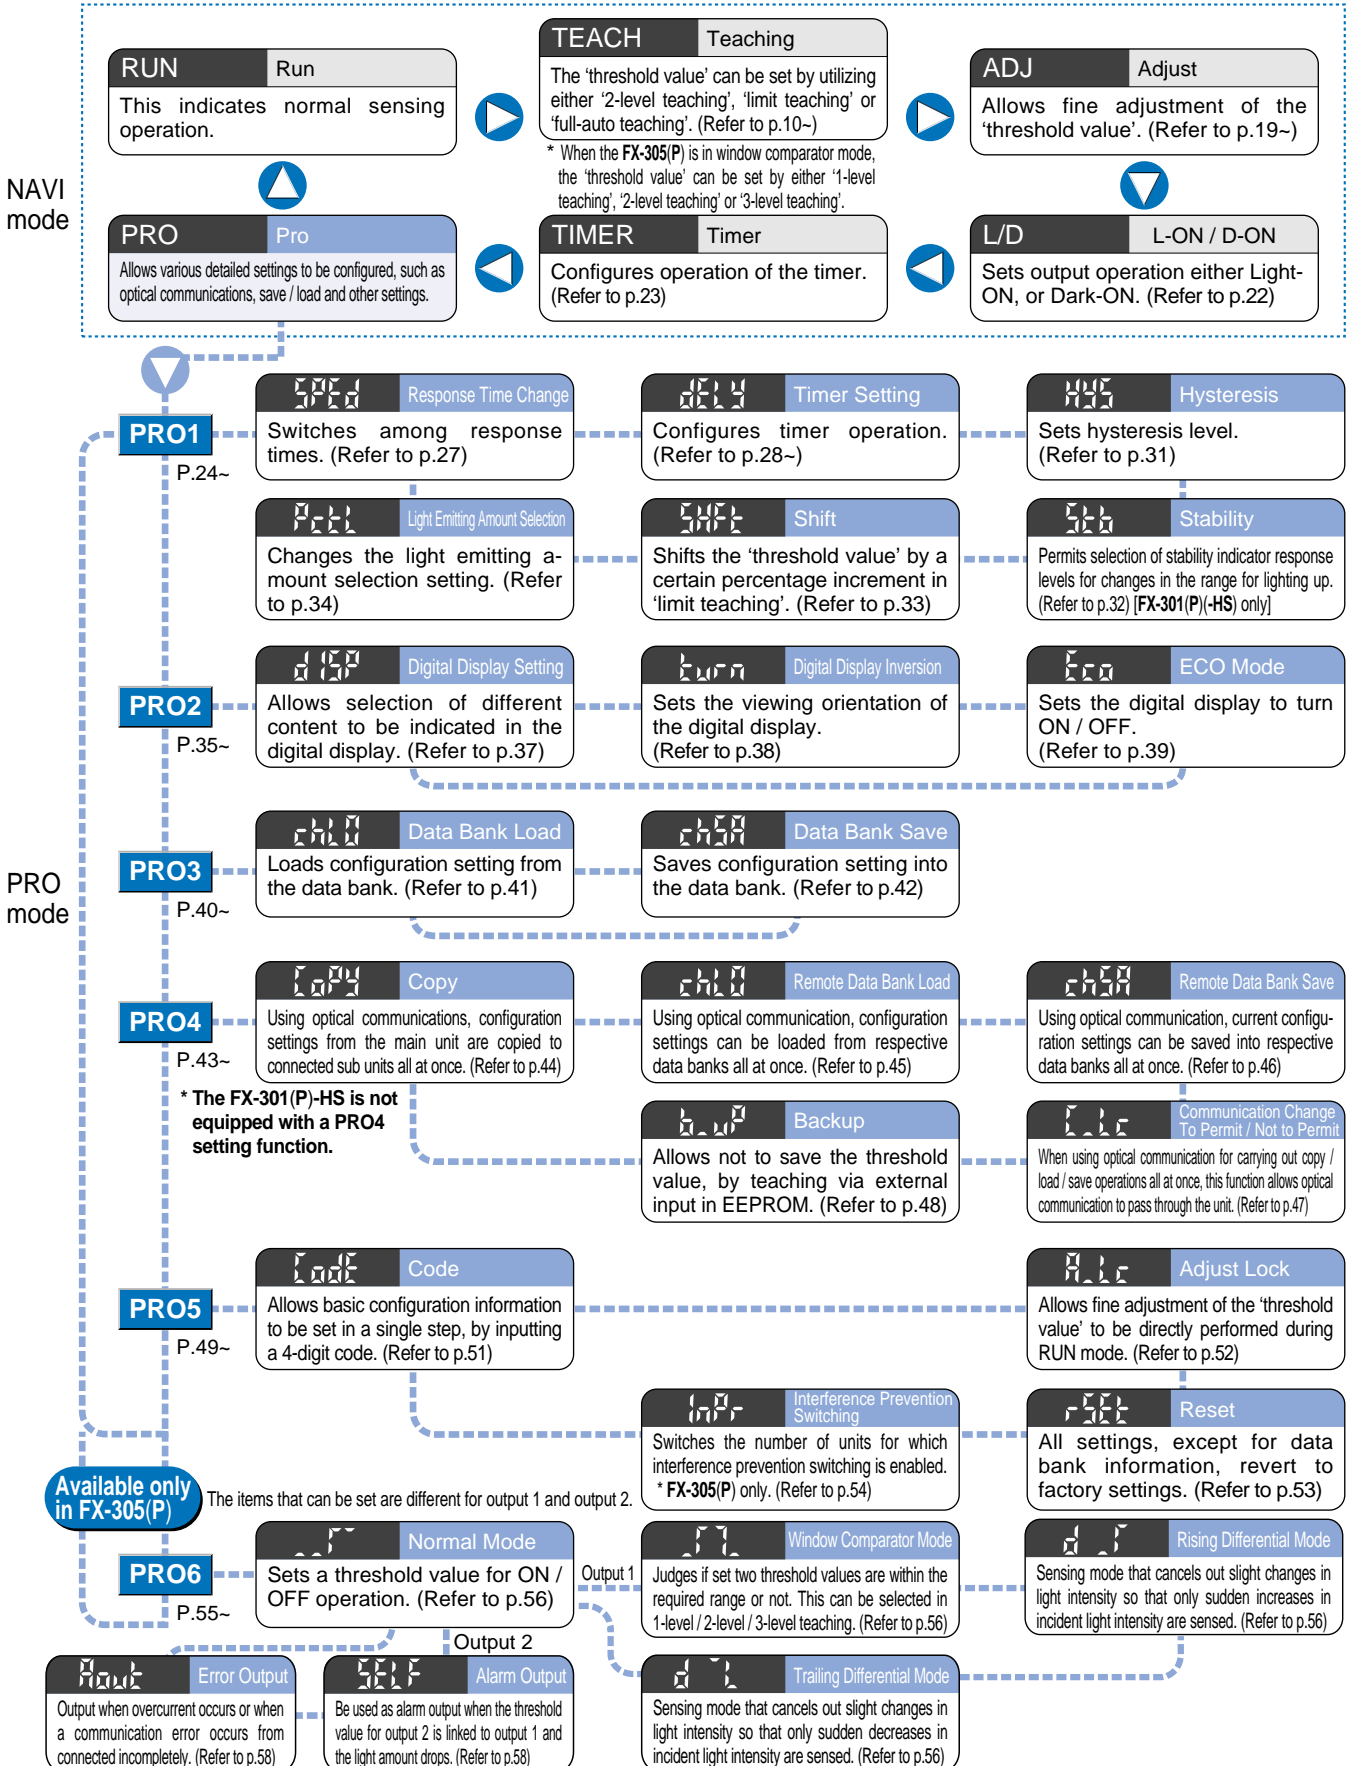 NAVI
mode
RUN
Run
This indicates normal sensing
operation.
TEACH
Teaching
The ‘threshold value’ can be set by utilizing
either ‘2-level teaching’, ‘limit teaching’ or
‘full-auto teaching’. (Refer to p.10~)
* When the FX-305(P) is in window comparator mode,
the ‘threshold value’ can be set by either ‘1-level
teaching’, ‘2-level teaching’ or ‘3-level teaching’.
ADJ
Adjust
Allows fine adjustment of the
‘threshold value’. (Refer to p.19~)
PRO
Pro
Allows various detailed settings to be configured, such as
optical communications, save / load and other settings.
TIMER
Timer
Configures operation of the timer.
(Refer to p.23)
L/D
L-ON / D-ON
Sets output operation either Light-
ON, or Dark-ON. (Refer to p.22)
PRO
mode
PRO1
P.24~
SPEd
Response Time Change
Switches among response
times. (Refer to p.27)
dELY
Timer Setting
Configures timer operation.
(Refer to p.28~)
HYS
Hysteresis
Sets hysteresis level.
(Refer to p.31)
PctL
Light Emitting Amount Selection
Changes the light emitting a-
mount selection setting. (Refer
to p.34)
SHFt
Shift
Shifts the ‘threshold value’ by a
certain percentage increment in
‘limit teaching’. (Refer to p.33)
Stb
Stability
Permits selection of stability indicator response
levels for changes in the range for lighting up.
(Refer to p.32) [FX-301(P)(-HS) only]
PRO2
P.35~
dISP
Digital Display Setting
Allows selection of different
content to be indicated in the
digital display. (Refer to p.37)
turn
Digital Display Inversion
Sets the viewing orientation of
the digital display.
(Refer to p.38)
Eco
ECO Mode
Sets the digital display to turn
ON / OFF.
(Refer to p.39)
PRO3
P.40~
chLO
Data Bank Load
Loads configuration setting from
the data bank. (Refer to p.41)
chSA
Data Bank Save
Saves configuration setting into
the data bank. (Refer to p.42)
PRO4
P.43~
* The FX-301(P)-HS is not
equipped with a PRO4
setting function.
CoPY
Copy
Using optical communications, configuration
settings from the main unit are copied to
connected sub units all at once. (Refer to p.44)
chLO
Remote Data Bank Load
Using optical communication, configuration
settings can be loaded from respective
data banks all at once. (Refer to p.45)
chSA
Remote Data Bank Save
Using optical communication, current configu-
ration settings can be saved into respective
data banks all at once. (Refer to p.46)
b_uP
Backup
Allows not to save the threshold
value, by teaching via external
input in EEPROM. (Refer to p.48)
C_Lc
Communication Change
To Permit / Not to Permit
When using optical communication for carrying out copy /
load / save operations all at once, this function allows optical
communication to pass through the unit. (Refer to p.47)
PRO5
P.49~
CodE
Code
Allows basic configuration information
to be set in a single step, by inputting
a 4-digit code. (Refer to p.51)
A_Lc
Adjust Lock
Allows fine adjustment of the ‘threshold
value’ to be directly performed during
RUN mode. (Refer to p.52)
InPr
Interference Prevention
Switching
Switches the number of units for which
interference prevention switching is enabled.
* FX-305(P) only. (Refer to p.54)
rSEt
Reset
All settings, except for data
bank information, revert to
factory settings. (Refer to p.53)
Available only
in FX-305(P)
The items that can be set are different for output 1 and output 2.
PRO6
P.55~
Normal Mode
Sets a threshold value for ON /
OFF operation. (Refer to p.56)
Output 1
Window Comparator Mode
Judges if set two threshold values are within the
required range or not. This can be selected in
1-level / 2-level / 3-level teaching. (Refer to p.56)
d
Rising Differential Mode
Sensing mode that cancels out slight changes in
light intensity so that only sudden increases in
incident light intensity are sensed. (Refer to p.56)
Output 2
Aout
Error Output
Output when overcurrent occurs or when
a communication error occurs from
connected incompletely. (Refer to p.58)
SELF
Alarm Output
Be used as alarm output when the threshold
value for output 2 is linked to output 1 and
the light amount drops. (Refer to p.58)
d
Trailing Differential Mode
Sensing mode that cancels out slight changes in
light intensity so that only sudden decreases in
incident light intensity are sensed. (Refer to p.56)